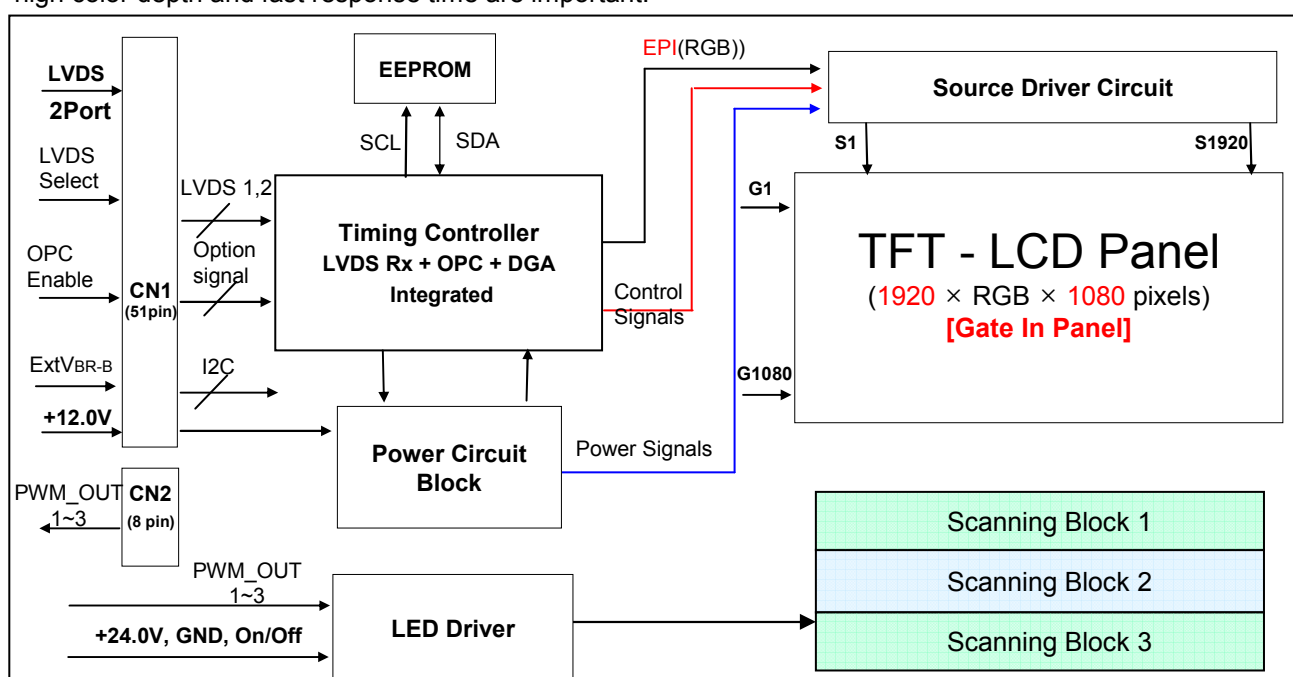 high color depth and fast response time are important.
EPI(RGB))
LVDS
2Port
EEPROM
Source Driver Circuit
SCL
SDA
S1
S1920
LVDS
Select
LVDS 1,2
G1
Timing Controller
LVDS Rx + OPC + DGA
Integrated
TFT - LCD Panel
(1920 × RGB × 1080 pixels)
[Gate In Panel]
OPC
Enable
Option
signal
CN1
(51pin)
Control
Signals
ExtVBR-B
I2C
G1080
+12.0V
Power Circuit
Block
Power Signals
PWM_OUT
1~3
CN2
(8 pin)
Scanning Block 1
Scanning Block 2
Scanning Block 3
PWM_OUT
1~3
+24.0V, GND, On/Off
LED Driver